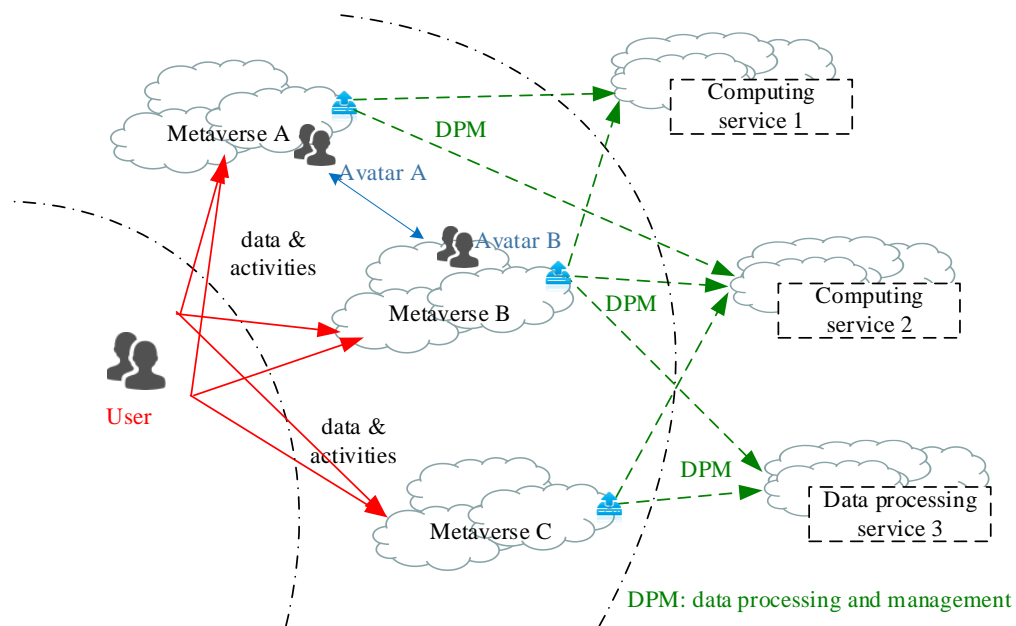 Computing
service 1
Metaverse A
DPM
Avatar A
data &
activities
Avatar B
Metaverse B
DPM
Computing
service 2
User
data &
activities
DPM
Metaverse C
Data processing
service 3
DPM: data processing and management